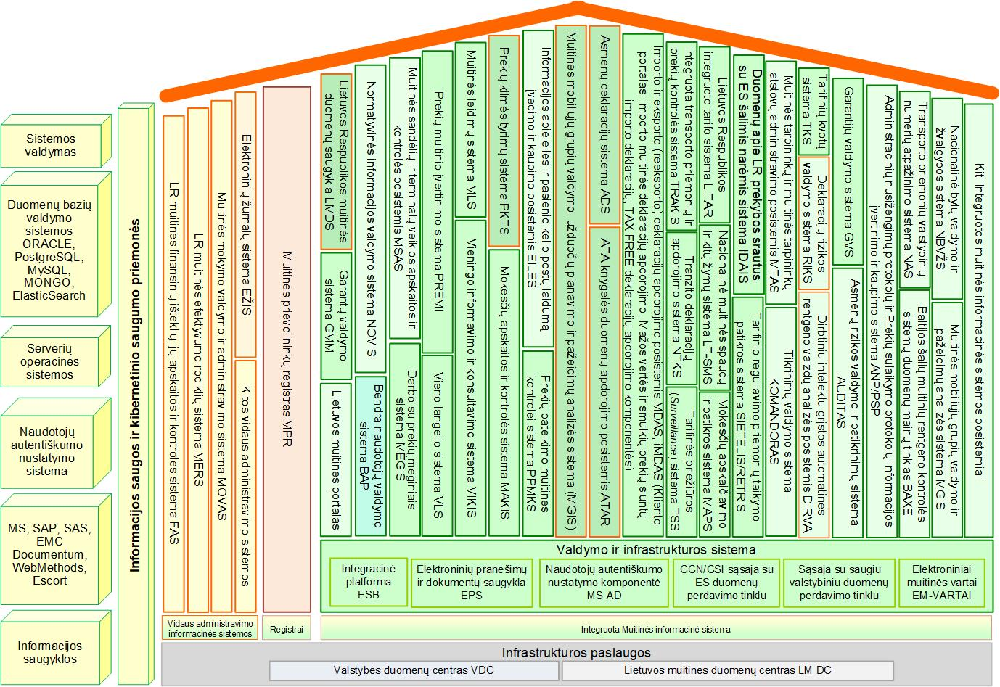 Sistemos
valdymas
Duomenų bazių
valdymo
sistemos
ORACLE,
PostgreSQL,
MySQL,
MONGO,
ElasticSearch
Serverių
operacinės
sistemos
Naudotojų
autentiškumo
nustatymo
sistema
MS, SAP, SAS,
EMC
Documentum,
WebMethods,
Escort
Informacijos
saugyklos
Informacijos saugos ir kibernetinio saugumo priemonės
LR muitinės finansinių išteklių, jų apskaitos ir kontrolės sistema FAS
LR muitinės efektyvumo rodiklių sistema MERS
Muitinės mokymo valdymo ir administravimo sistema MOVAS
Elektroninių žurnalų sistema EŽIS
Kitos vidaus administravimo sistemos
Muitinės prievolininkų registras MPR
Lietuvos Respublikos muitinės
duomenų saugykla LMDS
Garantų valdymo
sistema GMM
Lietuvos muitinės portalas
Normatyvinės informacijos valdymo sistema NOVIS
Bendra naudotojų valdymo
sistema BAP
Muitinės sandėlių ir terminalų veiklos apskaitos ir
kontrolės posistemis MSAS
Darbo su prekių mėginiais
sistema MĖGIS
Prekių muitinio įvertinimo sistema PREMI
Vieno langelio sistema VLS
Muitinės leidimų sistema MLS
Vieningo informavimo ir konsultavimo sistema VIKIS
Prekių kilmės tyrimų sistema PKTS
Mokesčių apskaitos ir kontrolės sistema MAKIS
Informacijos apie eiles ir pasienio kelio postų laidumą
įvedimo ir kaupimo posistemis EILĖS
Prekių pateikimo muitinės
kontrolei sistema PPMKS
Muitinės mobiliųjų grupių valdymo, užduočių planavimo ir pažeidimų analizės sistema (MGIS)
Asmenų deklaracijų sistema ADS
ATA knygelės duomenų apdorojimo posistemis ATAR
Importo ir eksporto (reeksporto) deklaracijų apdorojimo posistemis MDAS, iMDAS (Kliento
portalas, importo muitinės deklaracijų apdorojimo, Mažos vertės ir smulkių prekių siuntų
importo deklaracijų, TAX FREE deklaracijų apdorojimo komponentės)
Integruota transporto priemonių ir
prekių kontrolės sistema TRAKIS
Tranzito deklaracijų
apdorojimo sistema NTKS
Tarifinės priežiūros
(Surveillance) sistema TSS
Lietuvos Respublikos
integruoto tarifo sistema LITAR
Nacionalinė muitinės spaudų
ir kitų žymų sistema LT-SMS
Mokesčių apskaičiavimo
ir patikros sistema MAPS
Duomenų apie LR prekybos srautus
su ES šalimis narėmis sistema IDAIS
Tarifinio reguliavimo priemonių taikymo
patikros sistema SETELIS/RETRIS
Muitinės tarpininkų ir muitinės tarpininkų
atstovų administravimo posistemis MTAS
Tikrinimų valdymo sistema
KOMANDORAS
Tarifinių kvotų
sistema TKS
Deklaracijų rizikos
valdymo sistema RIKS
Dirbtiniu intelektu grįstos automatinės
rentgeno vaizdų analizės posistemis DIRVA
Garantijų valdymo sistema GVS
Asmenų rizikos valdymo ir patikrinimų sistema
AUDITAS
Administracinių nusižengimų protokolų ir Prekių sulaikymo protokolų informacijos
įvertinimo ir kaupimo sistema ANP/PSP
Transporto priemonių valstybinių
numerių atpažinimo sistema NAS
Baltijos šalių muitinių rentgeno kontrolės
sistemų duomenų mainų tinklas BAXE
Nacionalinė bylų valdymo ir
žvalgybos sistema NBVŽS
Muitinės mobiliųjų grupių valdymo ir
pažeidimų analizės sistema MGIS
Kiti Integruotos muitinės informacinės sistemos posistemiai
Valdymo ir infrastruktūros sistema
Integracinė
platforma
ESB
Elektroninių pranešimų
ir dokumentų saugykla
EPS
Naudotojų autentiškumo
nustatymo komponentė
MS AD
CCN/CSI sąsaja su
ES duomenų
perdavimo tinklu
Sąsaja su saugiu
valstybiniu duomenų
perdavimo tinklu
Elektroniniai
muitinės vartai
EM-VARTAI
Vidaus administravimo
informacinės sistemos
Registrai
Integruota Muitinės informacinė sistema
Infrastruktūros paslaugos
Valstybės duomenų centras VDC
Lietuvos muitinės duomenų centras LM DC